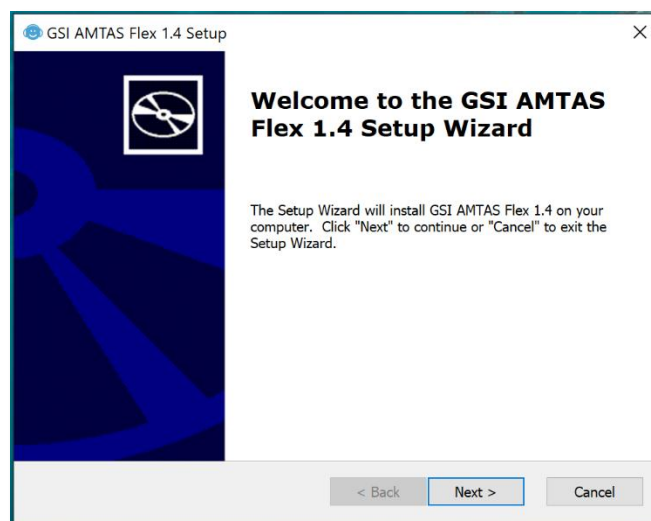 GSI AMTAS Flex 1.4 Setup
Welcome to the GSI AMTAS
Flex 1.4 Setup Wizard
The Setup Wizard will install GSI AMTAS Flex 1.4 on your
computer. Click "Next" to continue or "Cancel" to exit the
Setup Wizard.
< Back
Next >
Cancel